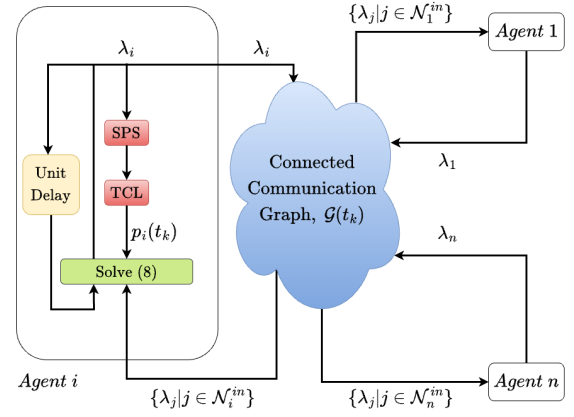 {λ_j | j ∈ 𝒩_1^{in}}
Agent 1
λ_i
λ_i
SPS
Unit
Delay
TCL
p_i(t_k)
Solve (8)
Connected
Communication
Graph, 𝒢(t_k)
λ_1
λ_n
Agent i
{λ_j | j ∈ 𝒩_i^{in}}
{λ_j | j ∈ 𝒩_n^{in}}
Agent n